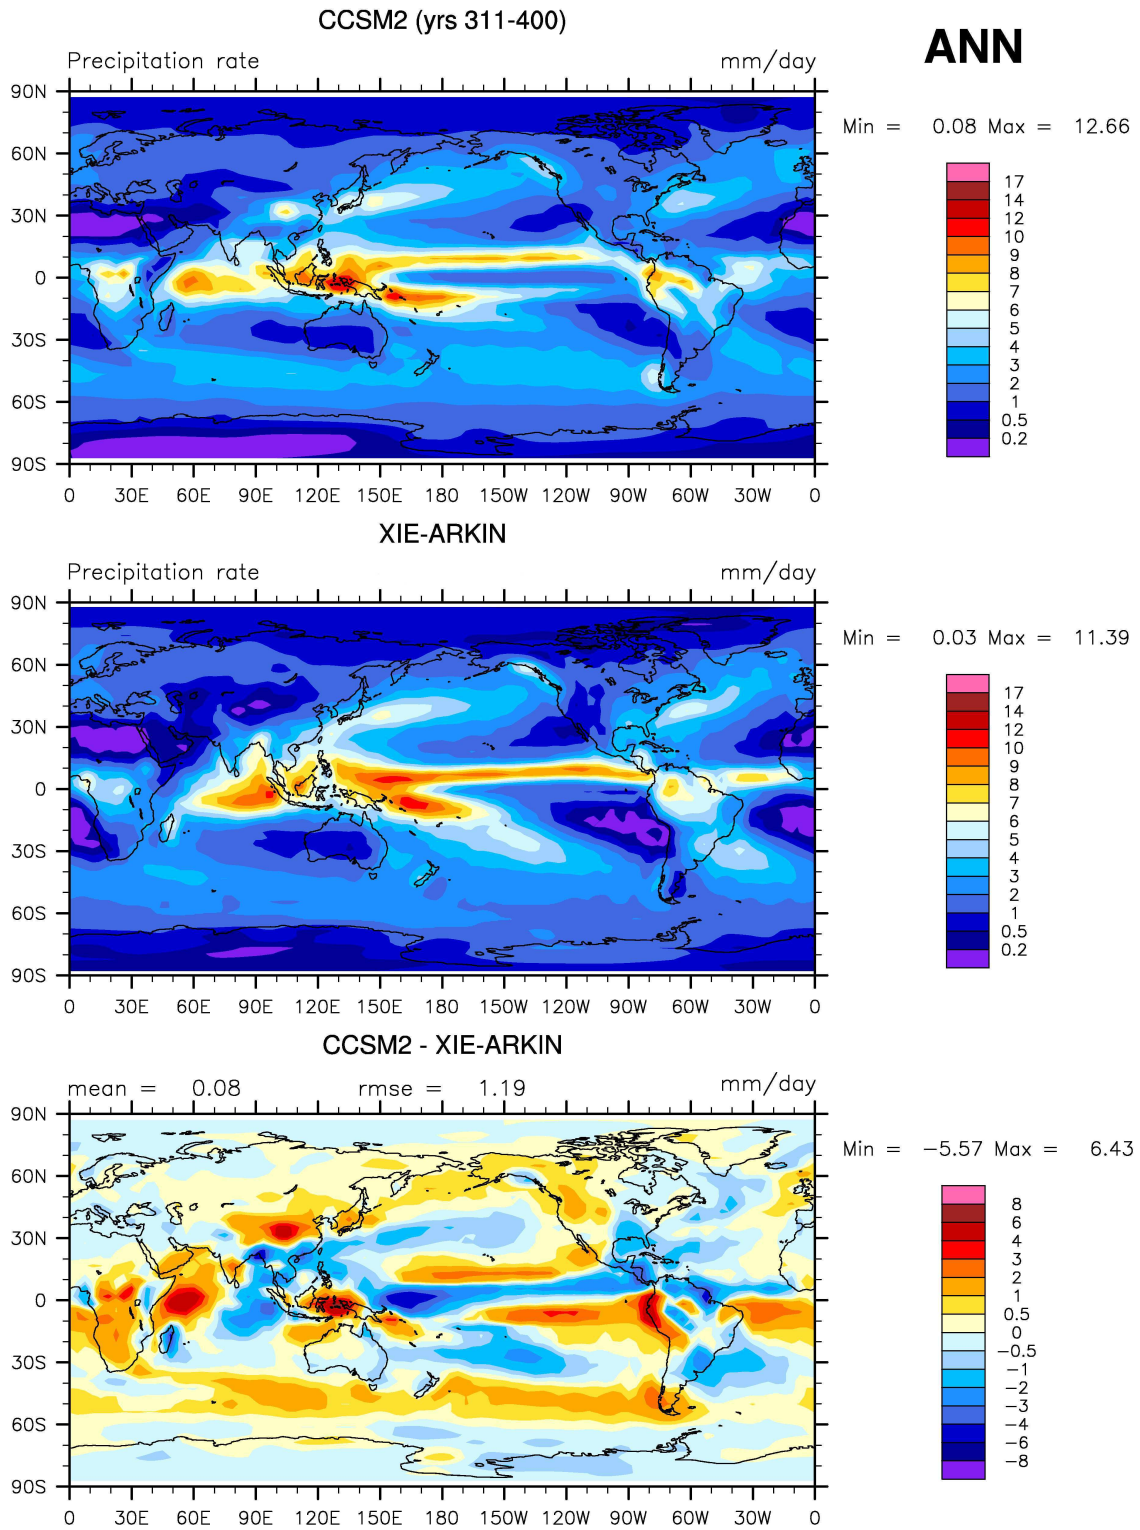 CCSM2 (yrs 311-400)
ANN
Precipitation rate mm/day
Min = 0.08 Max = 12.66
90N
60N
30N
0
30S
60S
90S
0 30E 60E 90E 120E 150E 180 150W 120W 90W 60W 30W 0
17
14
12
10
9
8
7
6
5
4
3
2
1
0.5
0.2
XIE-ARKIN
Precipitation rate mm/day
Min = 0.03 Max = 11.39
90N
60N
30N
0
30S
60S
90S
0 30E 60E 90E 120E 150E 180 150W 120W 90W 60W 30W 0
17
14
12
10
9
8
7
6
5
4
3
2
1
0.5
0.2
CCSM2 - XIE-ARKIN
mean = 0.08 rmse = 1.19 mm/day
Min = −5.57 Max = 6.43
90N
60N
30N
0
30S
60S
90S
0 30E 60E 90E 120E 150E 180 150W 120W 90W 60W 30W 0
8
6
4
3
2
1
0.5
0
−0.5
−1
−2
−3
−4
−6
−8